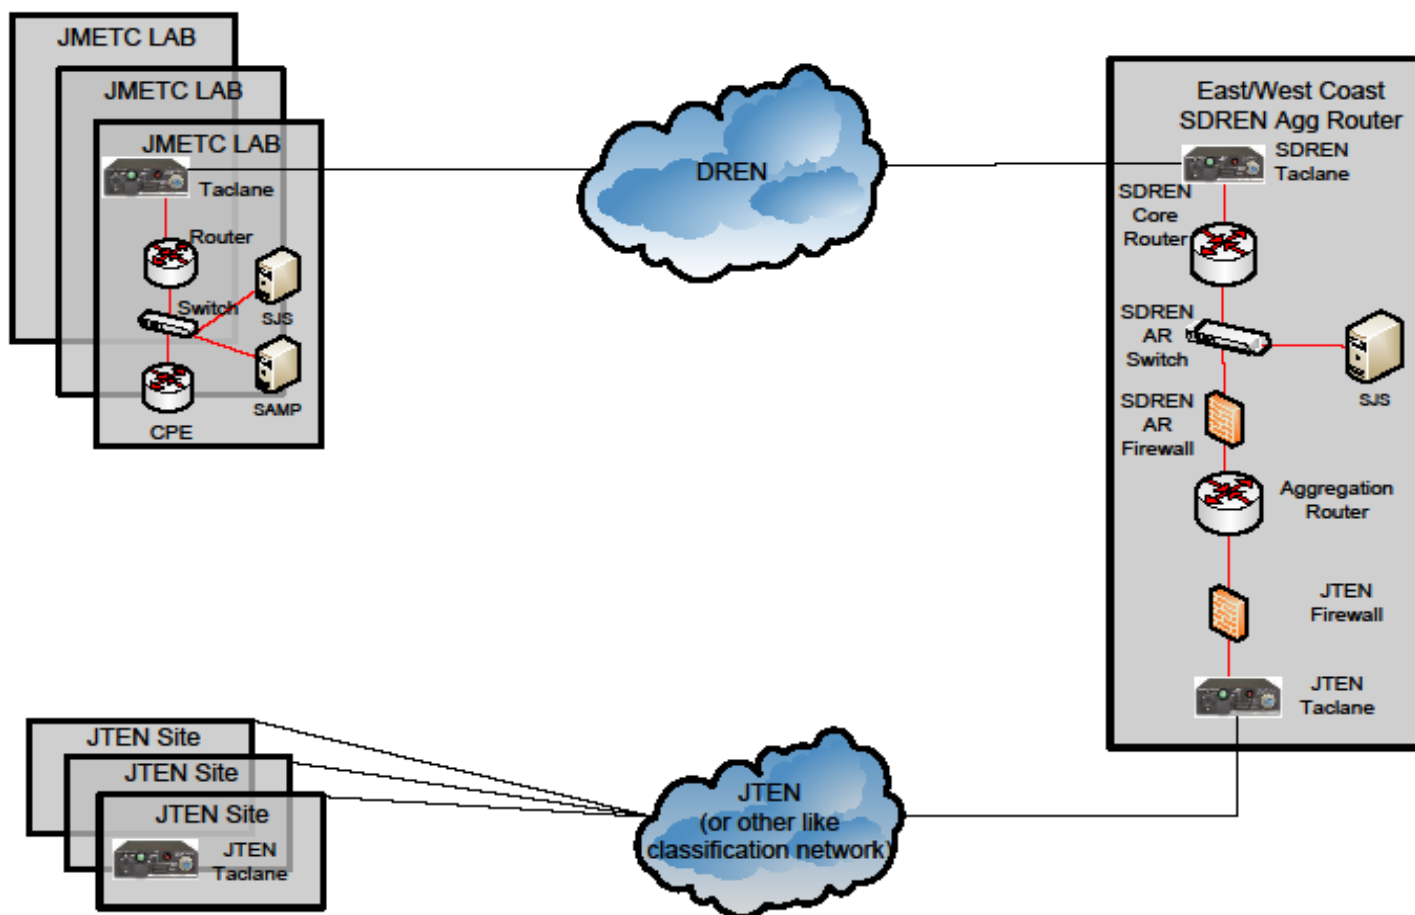 JMETC LAB
JMETC LAB
JMETC LAB
Taclane
Router
Switch
SJS
SAMP
CPE
DREN
East/West Coast
SDREN Agg Router
SDREN
Taclane
SDREN
Core
Router
SDREN
AR
Switch
SJS
SDREN
AR
Firewall
Aggregation
Router
JTEN
Firewall
JTEN
Taclane
JTEN Site
JTEN Site
JTEN Site
JTEN
Taclane
JTEN
(or other like
classification network)